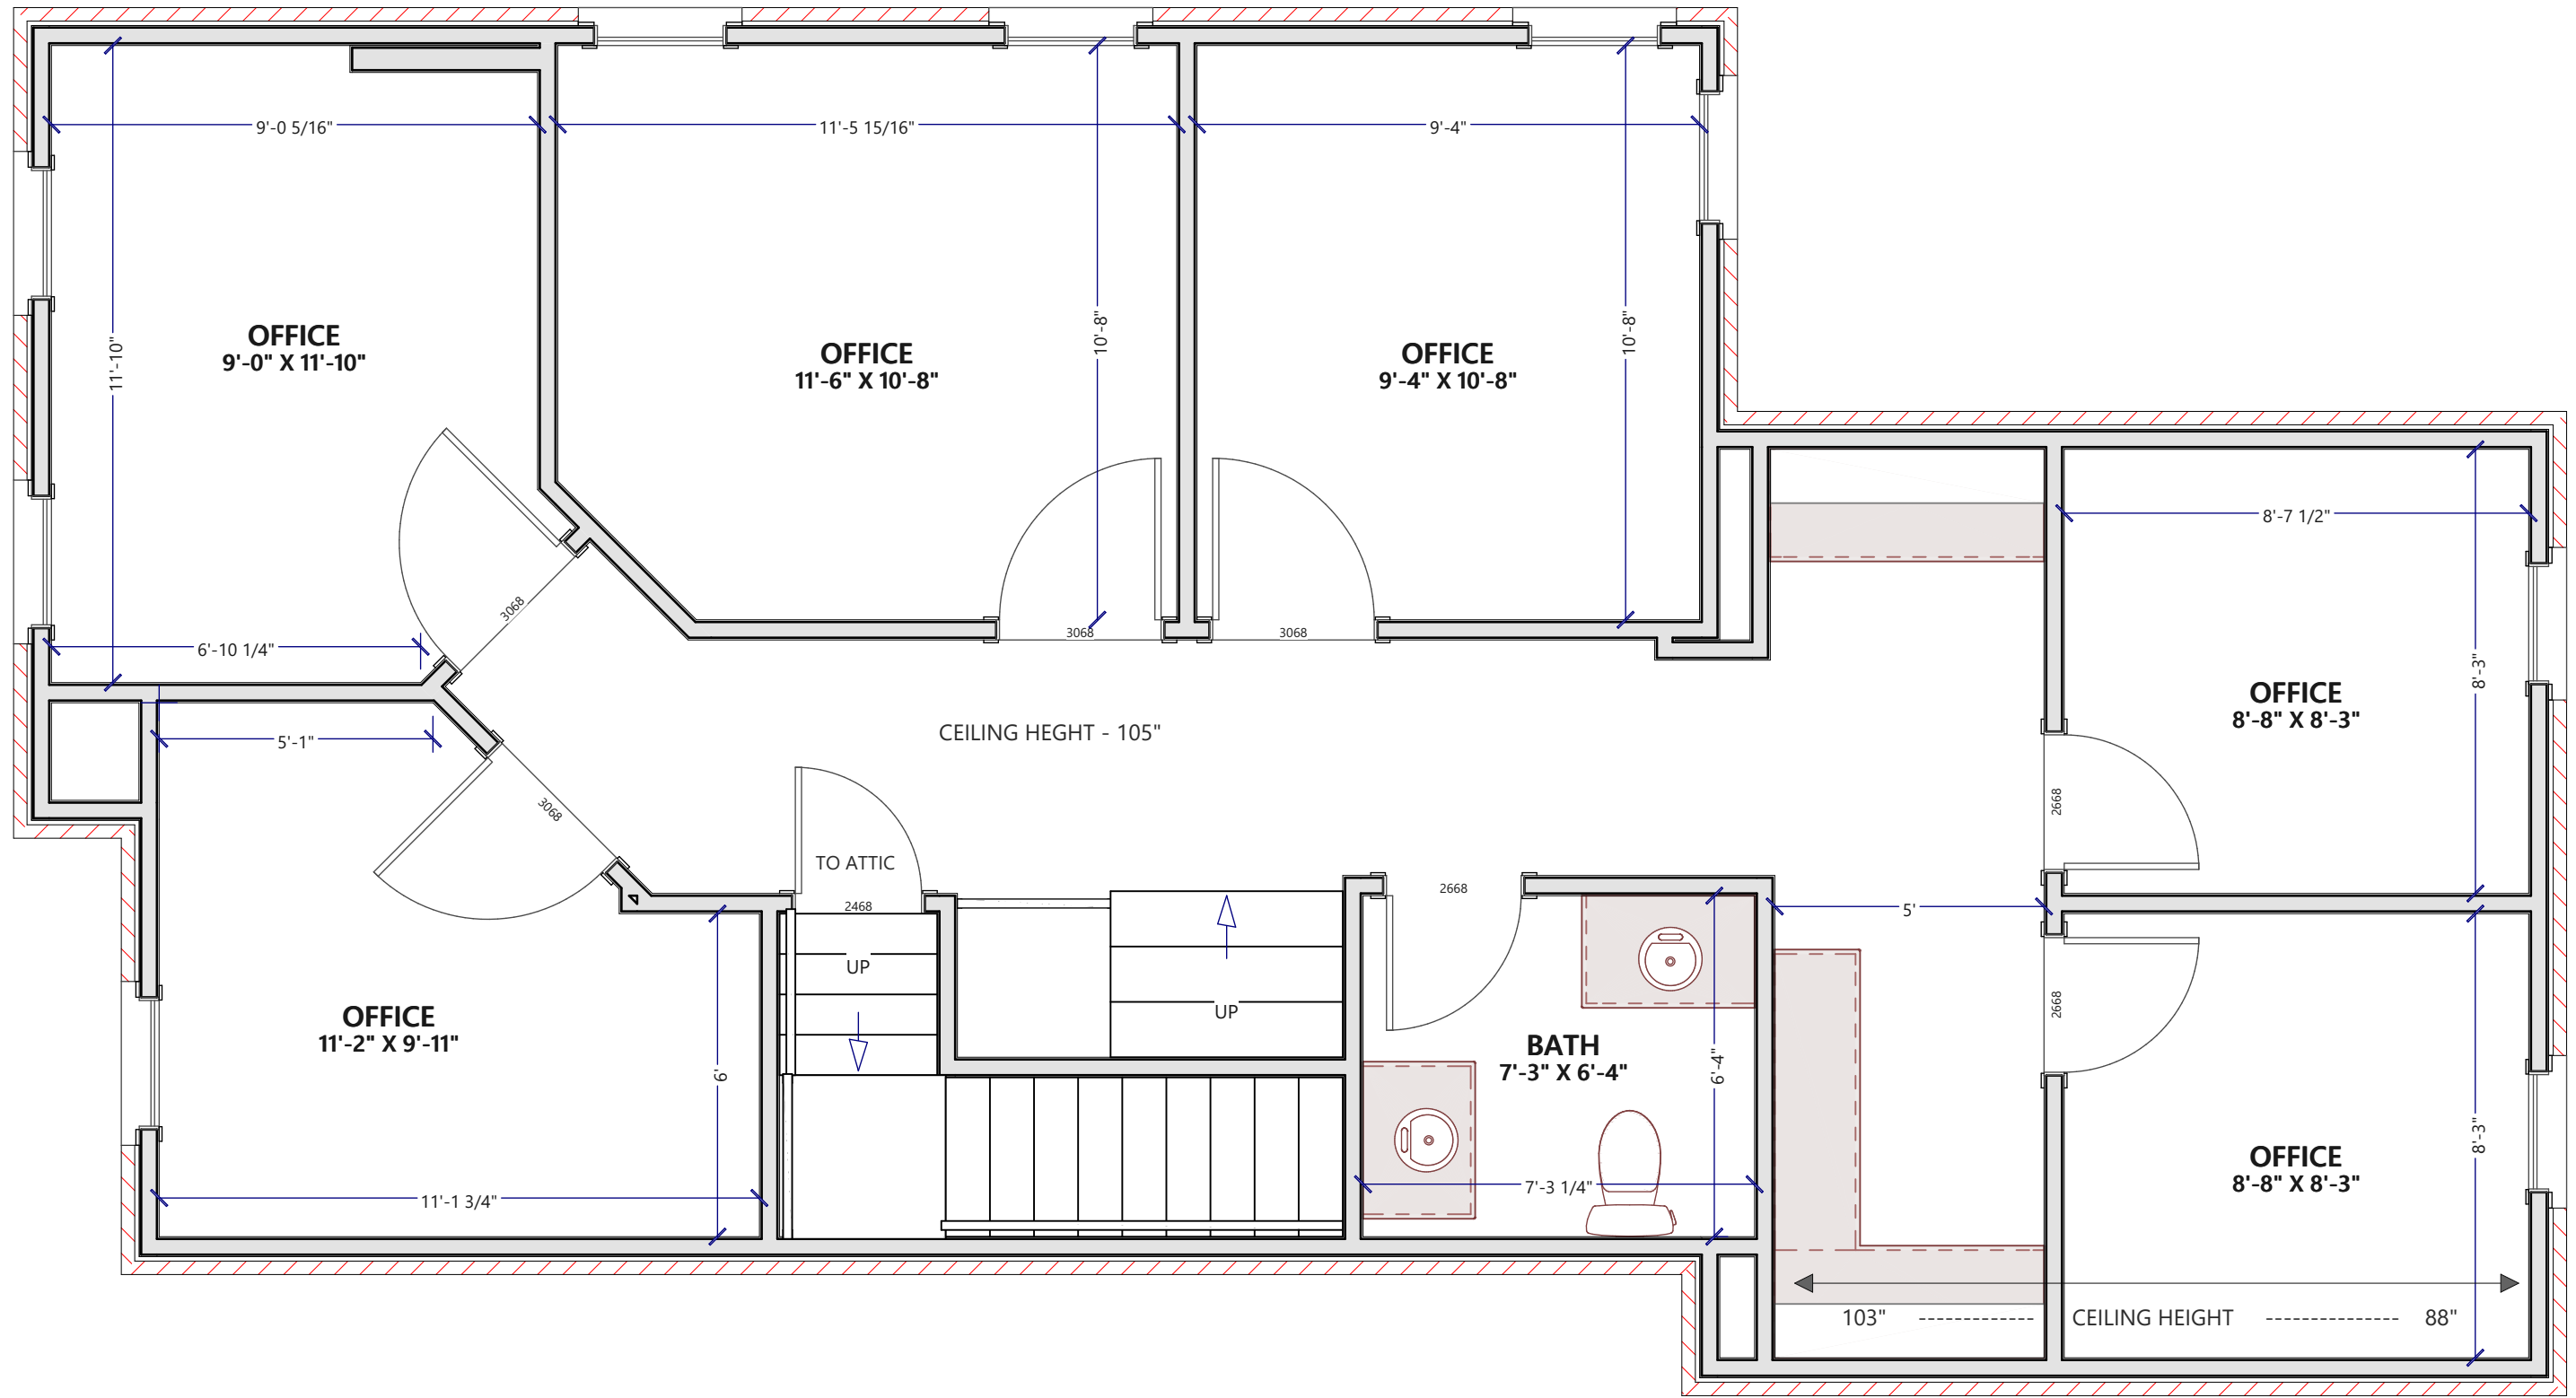 9'-0 5/16"
11'-5 15/16"
9'-4"
11'-10"
10'-8"
10'-8"
OFFICE
9'-0" X 11'-10"
OFFICE
11'-6" X 10'-8"
OFFICE
9'-4" X 10'-8"
8'-7 1/2"
3068
3068
3068
6'-10 1/4"
8'-3"
OFFICE
8'-8" X 8'-3"
CEILING HEGHT - 105"
5'-1"
3068
2668
TO ATTIC
2468
2668
5'
UP
UP
2668
OFFICE
11'-2" X 9'-11"
6'
BATH
7'-3" X 6'-4"
6'-4"
8'-3"
OFFICE
8'-8" X 8'-3"
11'-1 3/4"
7'-3 1/4"
103" ------------- CEILING HEIGHT --------------- 88"